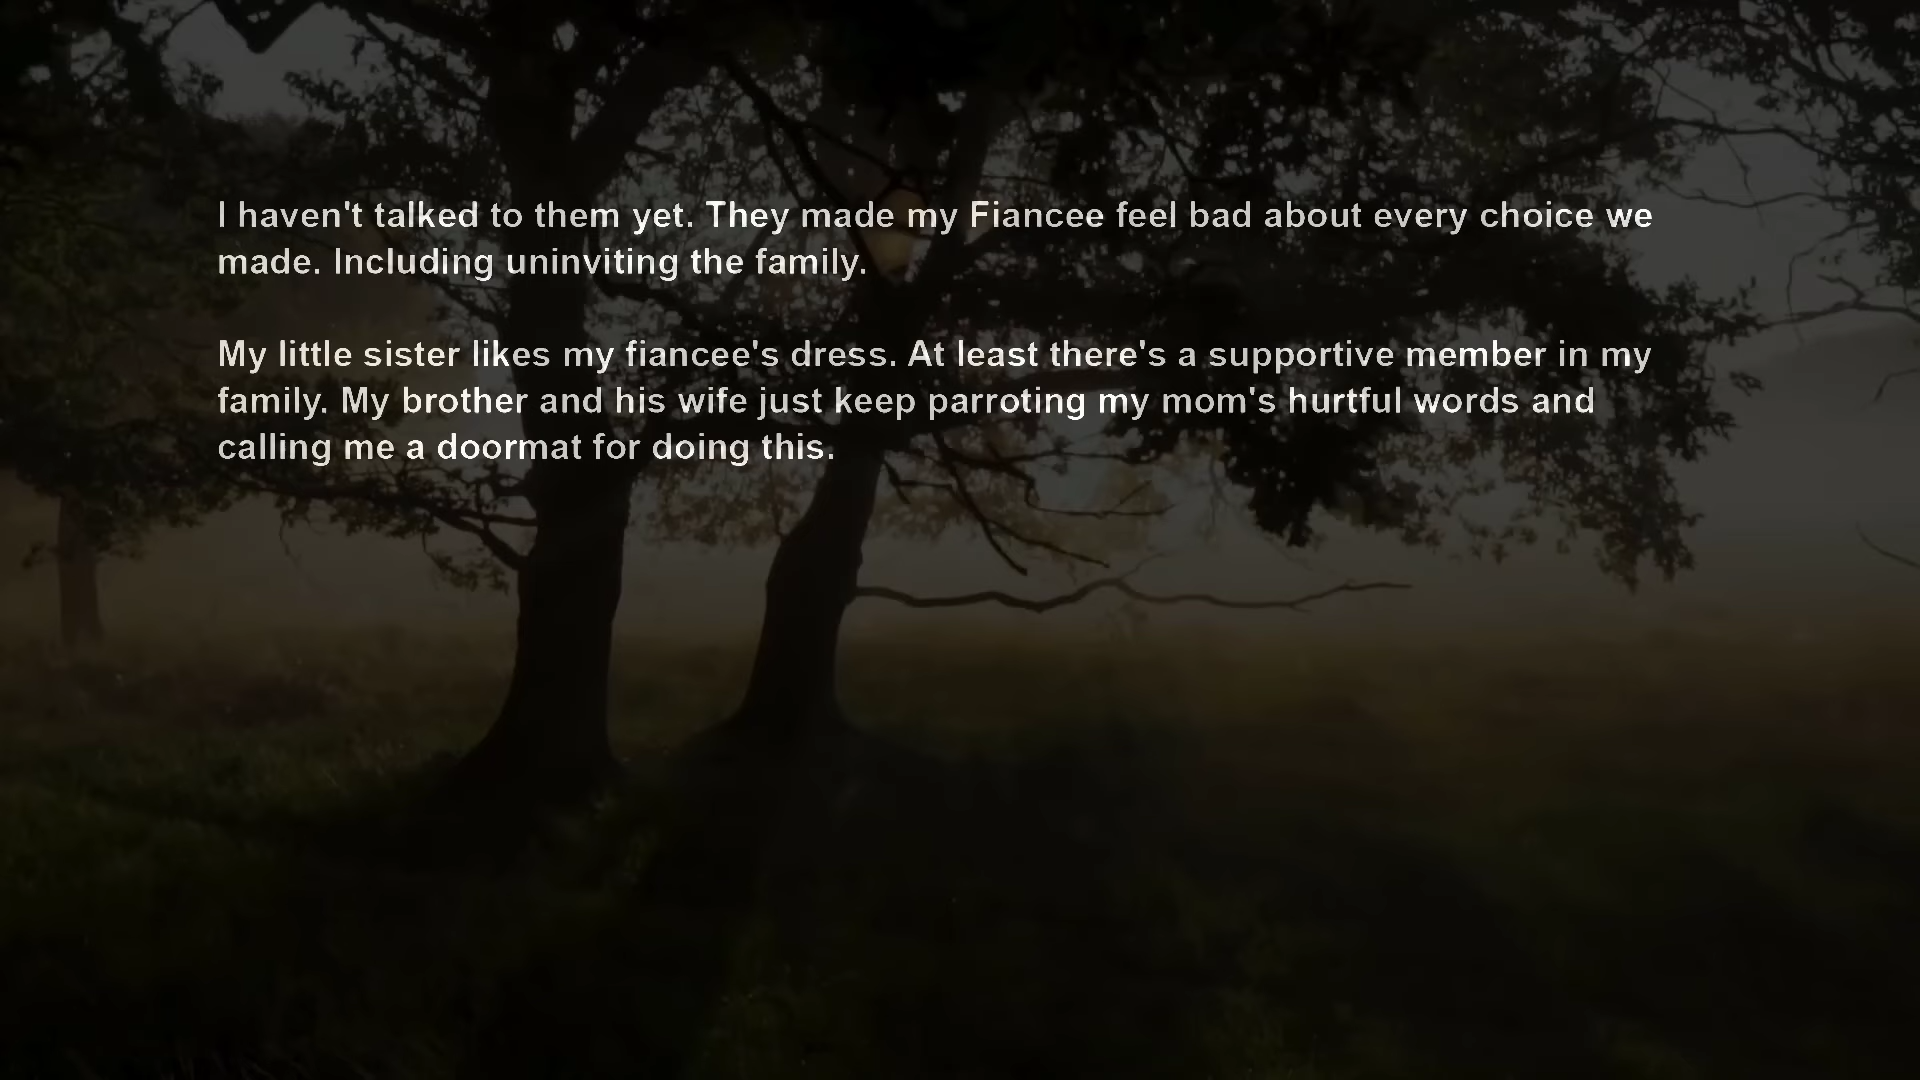 I haven't talked to them yet. They made my Fiancee feel bad about every choice we
made. Including uninviting the family.
My little sister likes my fiancee's dress. At least there's a supportive member in my
family. My brother and his wife just keep parroting my mom's hurtful words and
calling me a doormat for doing this.